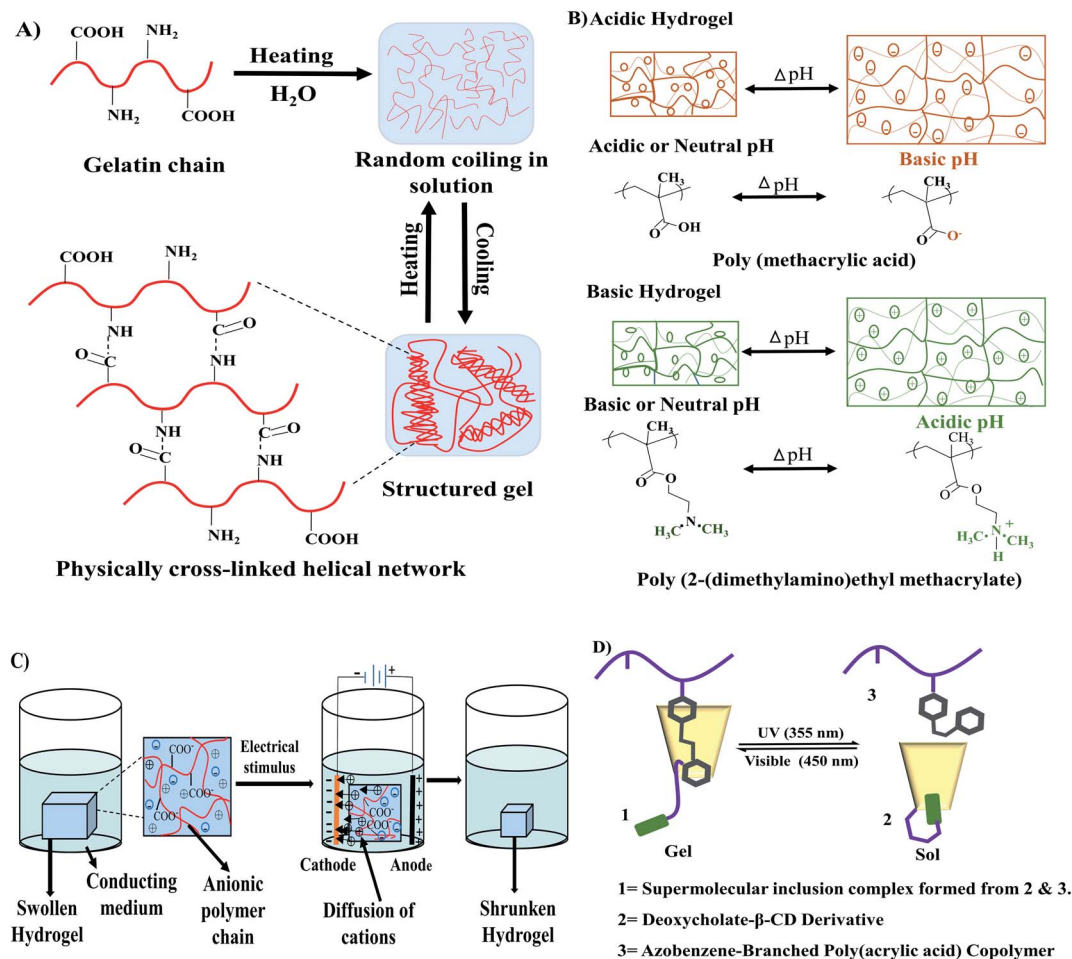 A)
COOH
NH₂
NH₂
COOH
Gelatin chain
Heating
H₂O
Random coiling in
solution
Heating
Cooling
Structured gel
COOH
NH₂
NH
C
O
O
C
NH
NH
C
O
O
C
NH
NH₂
COOH
Physically cross-linked helical network
B)
Acidic Hydrogel
ΔpH
Acidic or Neutral pH
Basic pH
CH₃
O
OH
ΔpH
CH₃
O
O⁻
Poly (methacrylic acid)
Basic Hydrogel
ΔpH
Basic or Neutral pH
Acidic pH
CH₃
O
O
N
H₃C
CH₃
ΔpH
CH₃
O
O
N
+
H₃C
CH₃
H
Poly (2-(dimethylamino)ethyl methacrylate)
C)
COO⁻
COO⁻
COO⁻
Electrical
stimulus
- +
COO⁻
COO⁻
Cathode
Anode
Swollen
Hydrogel
Conducting
medium
Anionic
polymer
chain
Diffusion of
cations
Shrunken
Hydrogel
D)
1
Gel
UV (355 nm)
Visible (450 nm)
3
2
Sol
1= Supermolecular inclusion complex formed from 2 & 3.
2= Deoxycholate-β-CD Derivative
3= Azobenzene-Branched Poly(acrylic acid) Copolymer